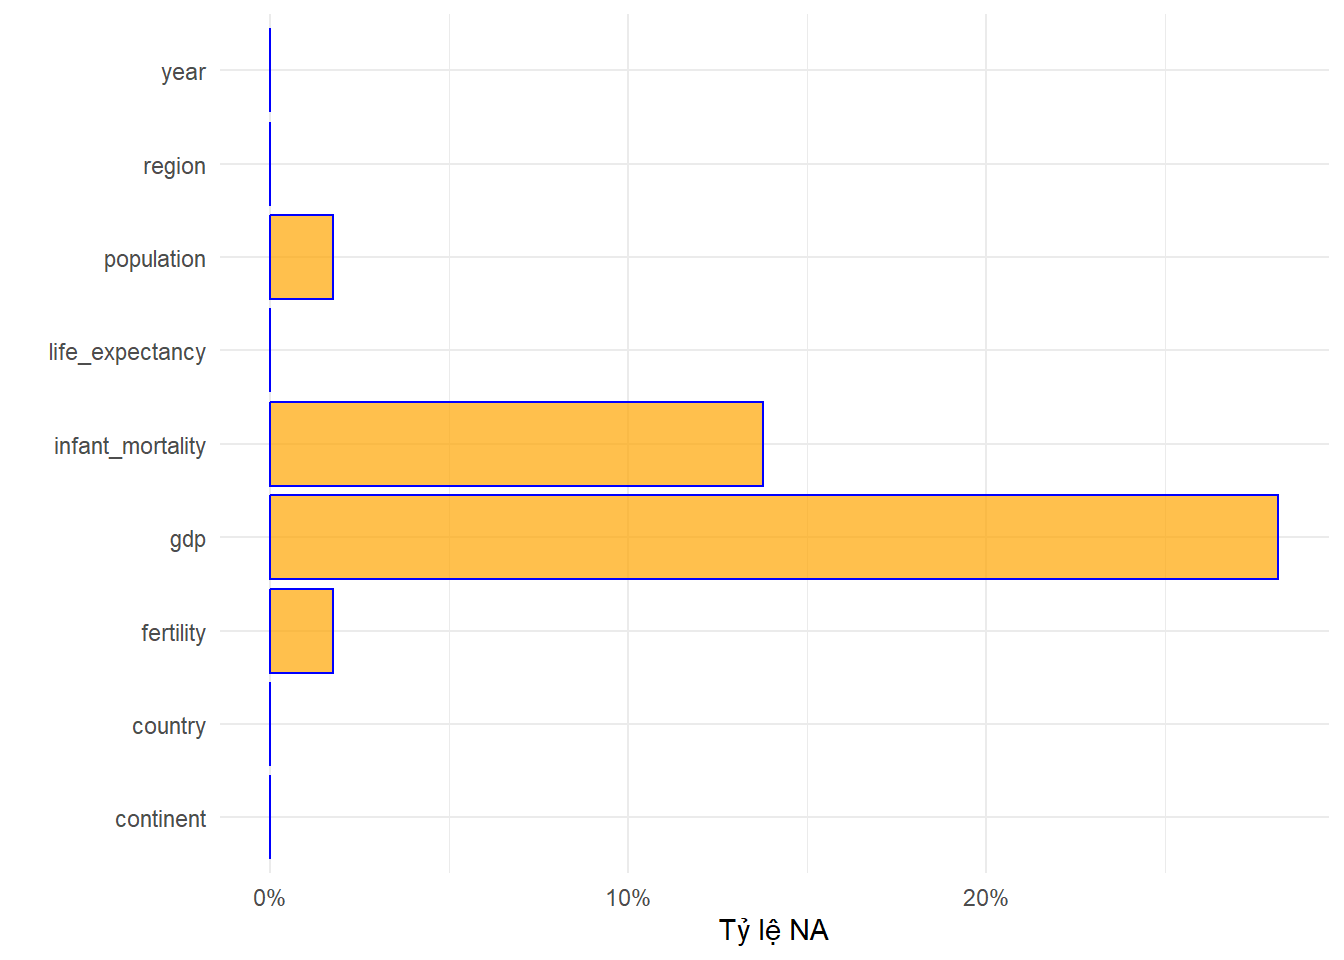 year
region
population
life_expectancy
infant_mortality
gdp
fertility
country
continent
0% 10% 20%
Tỷ lệ NA